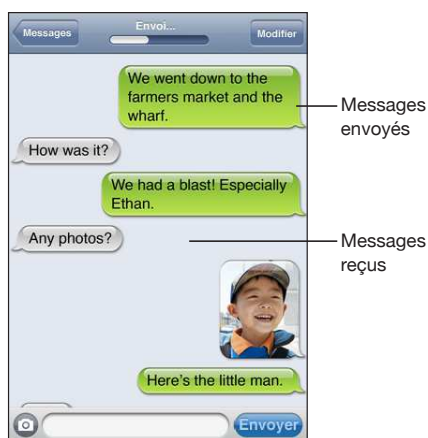 Messages
Envoi...
Modifier
We went down to the
farmers market and the
wharf.
Messages
envoyés
How was it?
We had a blast! Especially
Ethan.
Any photos?
Messages
reçus
Here's the little man.
Envoyer